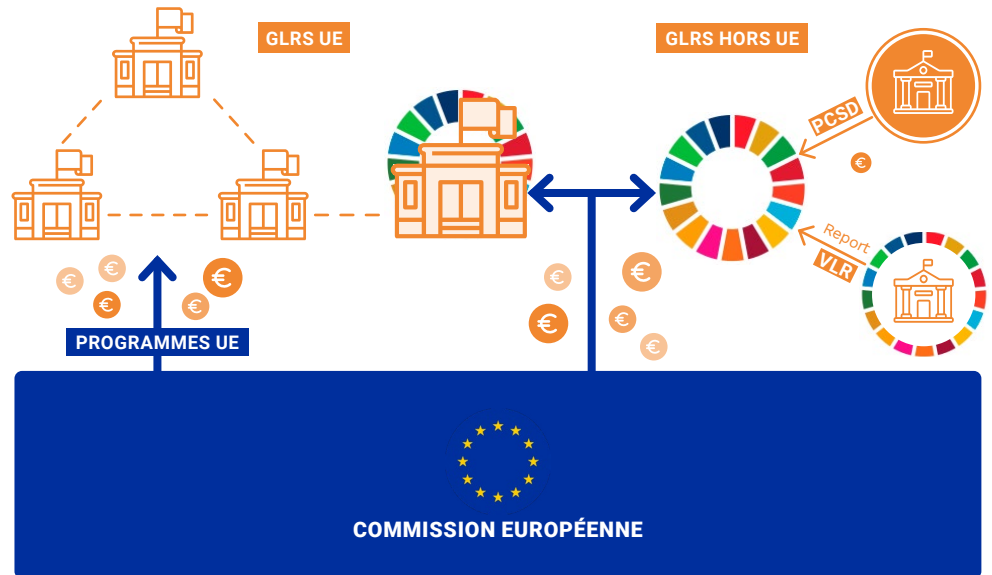 GLRS UE
GLRS HORS UE
PCSD
€
Report
VLR
€
€
€
€
€
€
€
€
€
€
PROGRAMMES UE
COMMISSION EUROPÉENNE